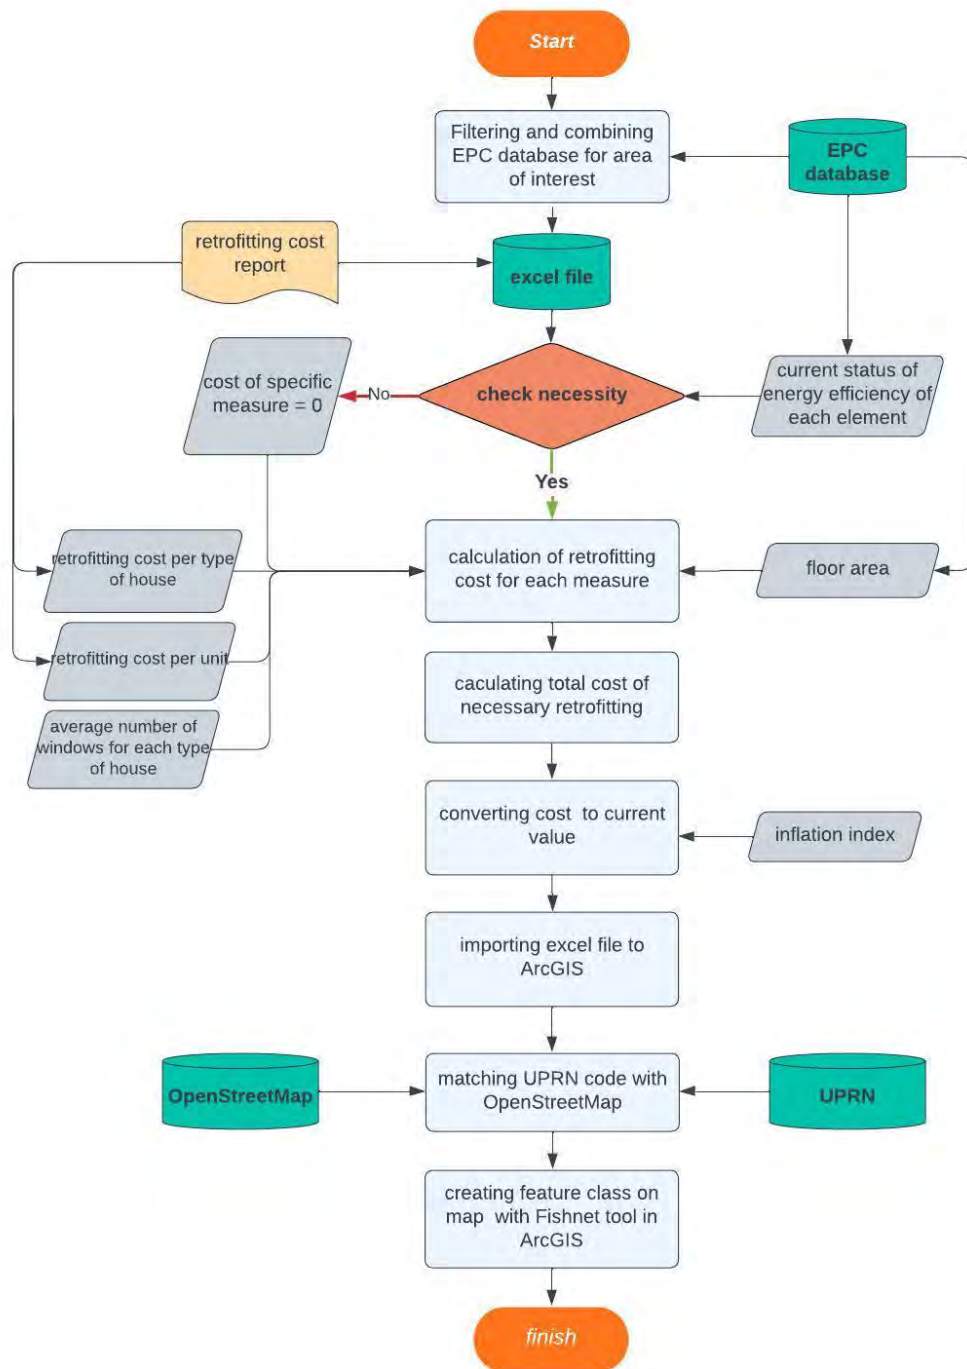 Start
Filtering and combining
EPC database for area
of interest
EPC
database
retrofitting cost
report
excel file
cost of specific
measure = 0
No
check necessity
current status of
energy efficiency of
each element
Yes
retrofitting cost per type
of house
calculation of retrofitting
cost for each measure
floor area
retrofitting cost per unit
caculating total cost of
necessary retrofitting
average number of
windows for each type
of house
converting cost to current
value
inflation index
importing excel file to
ArcGIS
OpenStreetMap
matching UPRN code with
OpenStreetMap
UPRN
creating feature class on
map with Fishnet tool in
ArcGIS
finish